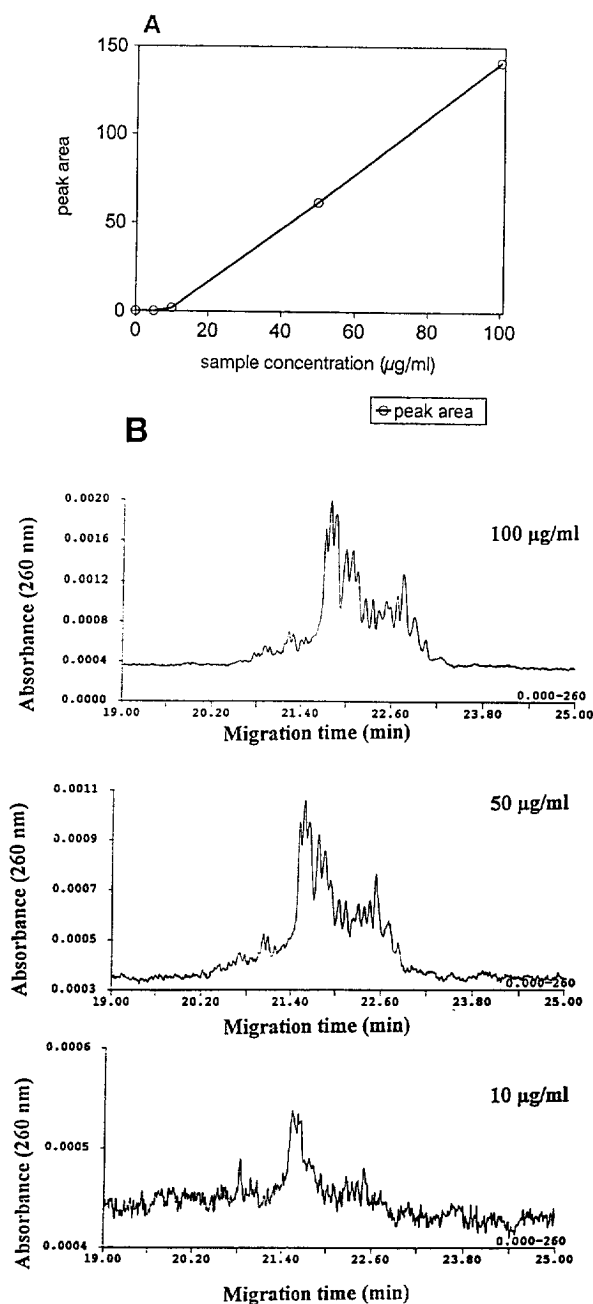 A
150
100
50
0
peak area
0 20 40 60 80 100
sample concentration (µg/ml)
peak area
B
0.0020
0.0016
0.0012
0.0008
0.0004
0.0000
Absorbance (260 nm)
100 µg/ml
0.000-260
19.00 20.20 21.40 22.60 23.80 25.00
Migration time (min)
0.0011
0.0009
0.0007
0.0005
0.0003
Absorbance (260 nm)
50 µg/ml
0.000-260
19.00 20.20 21.40 22.60 23.80 25.00
Migration time (min)
0.0006
0.0005
0.0004
Absorbance (260 nm)
10 µg/ml
0.000-260
19.00 20.20 21.40 22.60 23.80 25.00
Migration time (min)